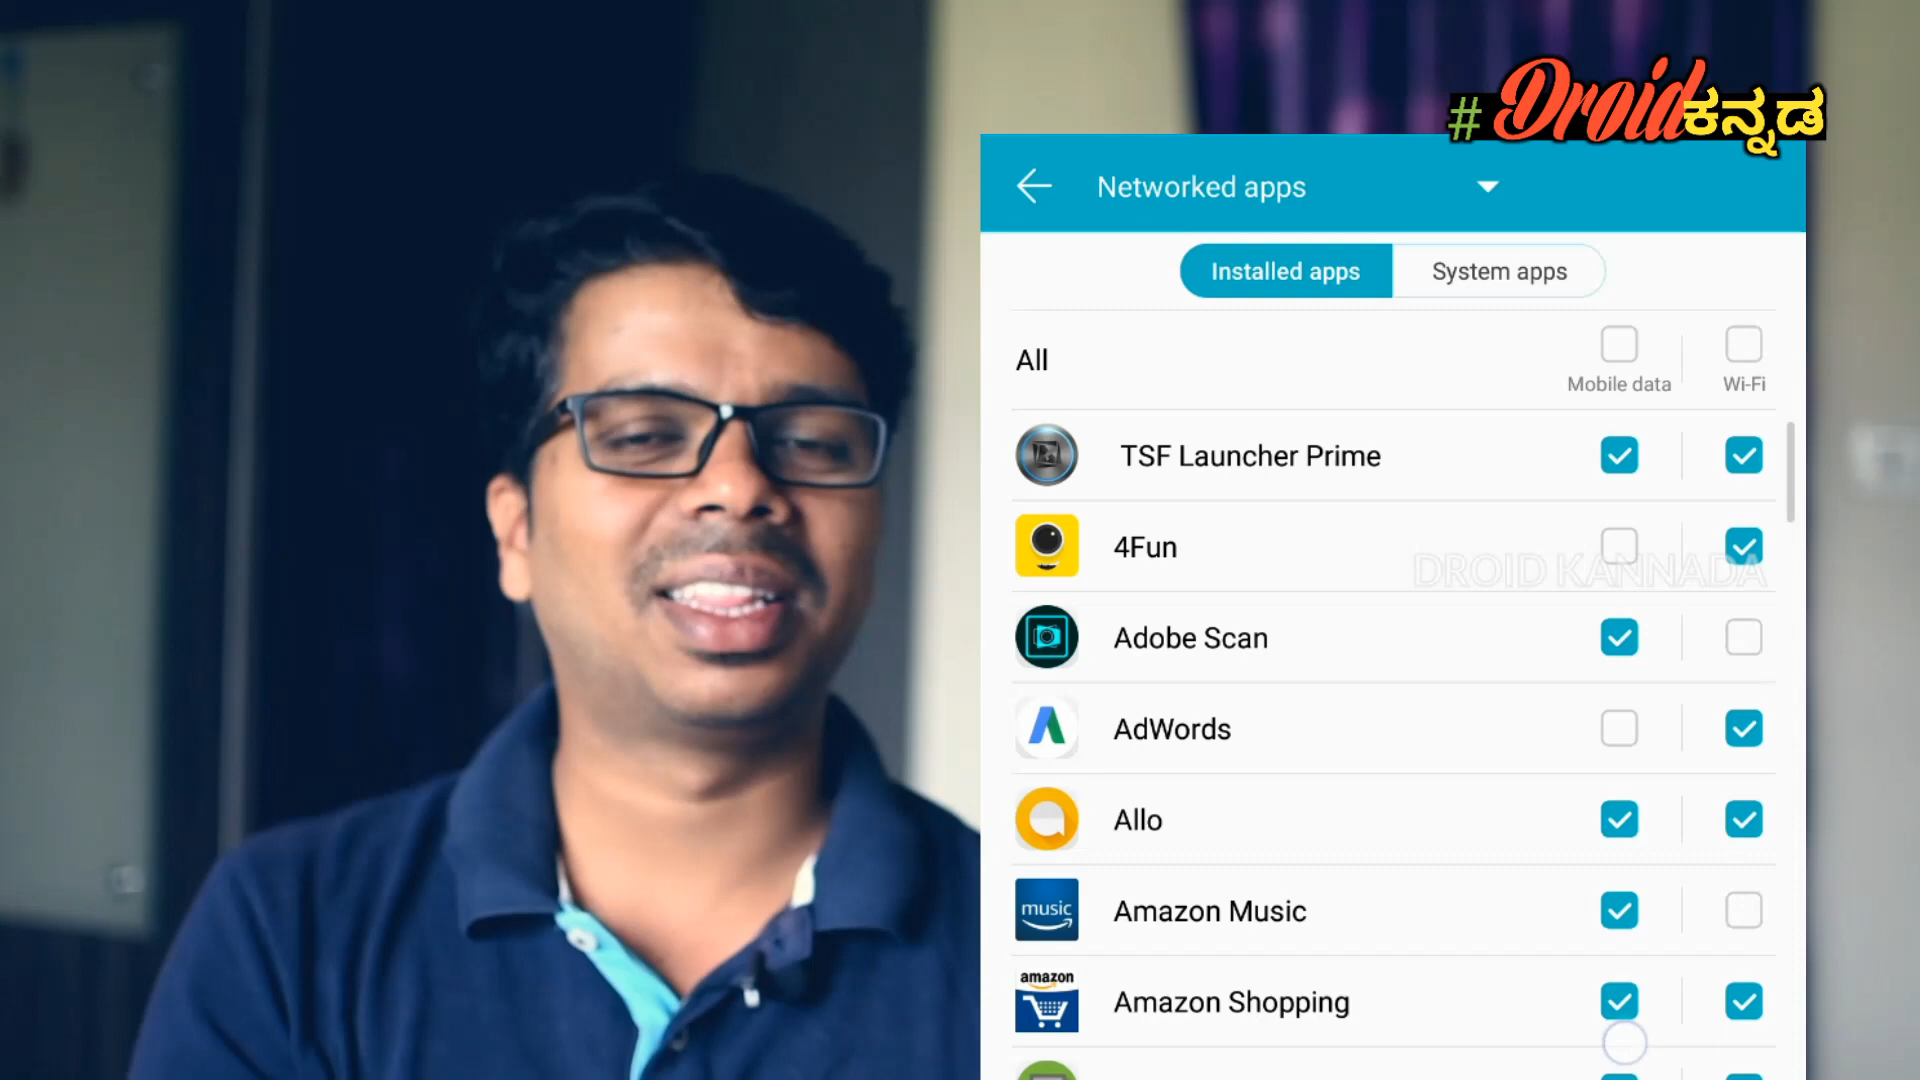 #Droidಕನ್ನಡ
Networked apps
Installed apps
System apps
All
Mobile data
Wi-Fi
TSF Launcher Prime
4Fun
DROID KANNADA
Adobe Scan
AdWords
Allo
music
Amazon Music
amazon
Amazon Shopping